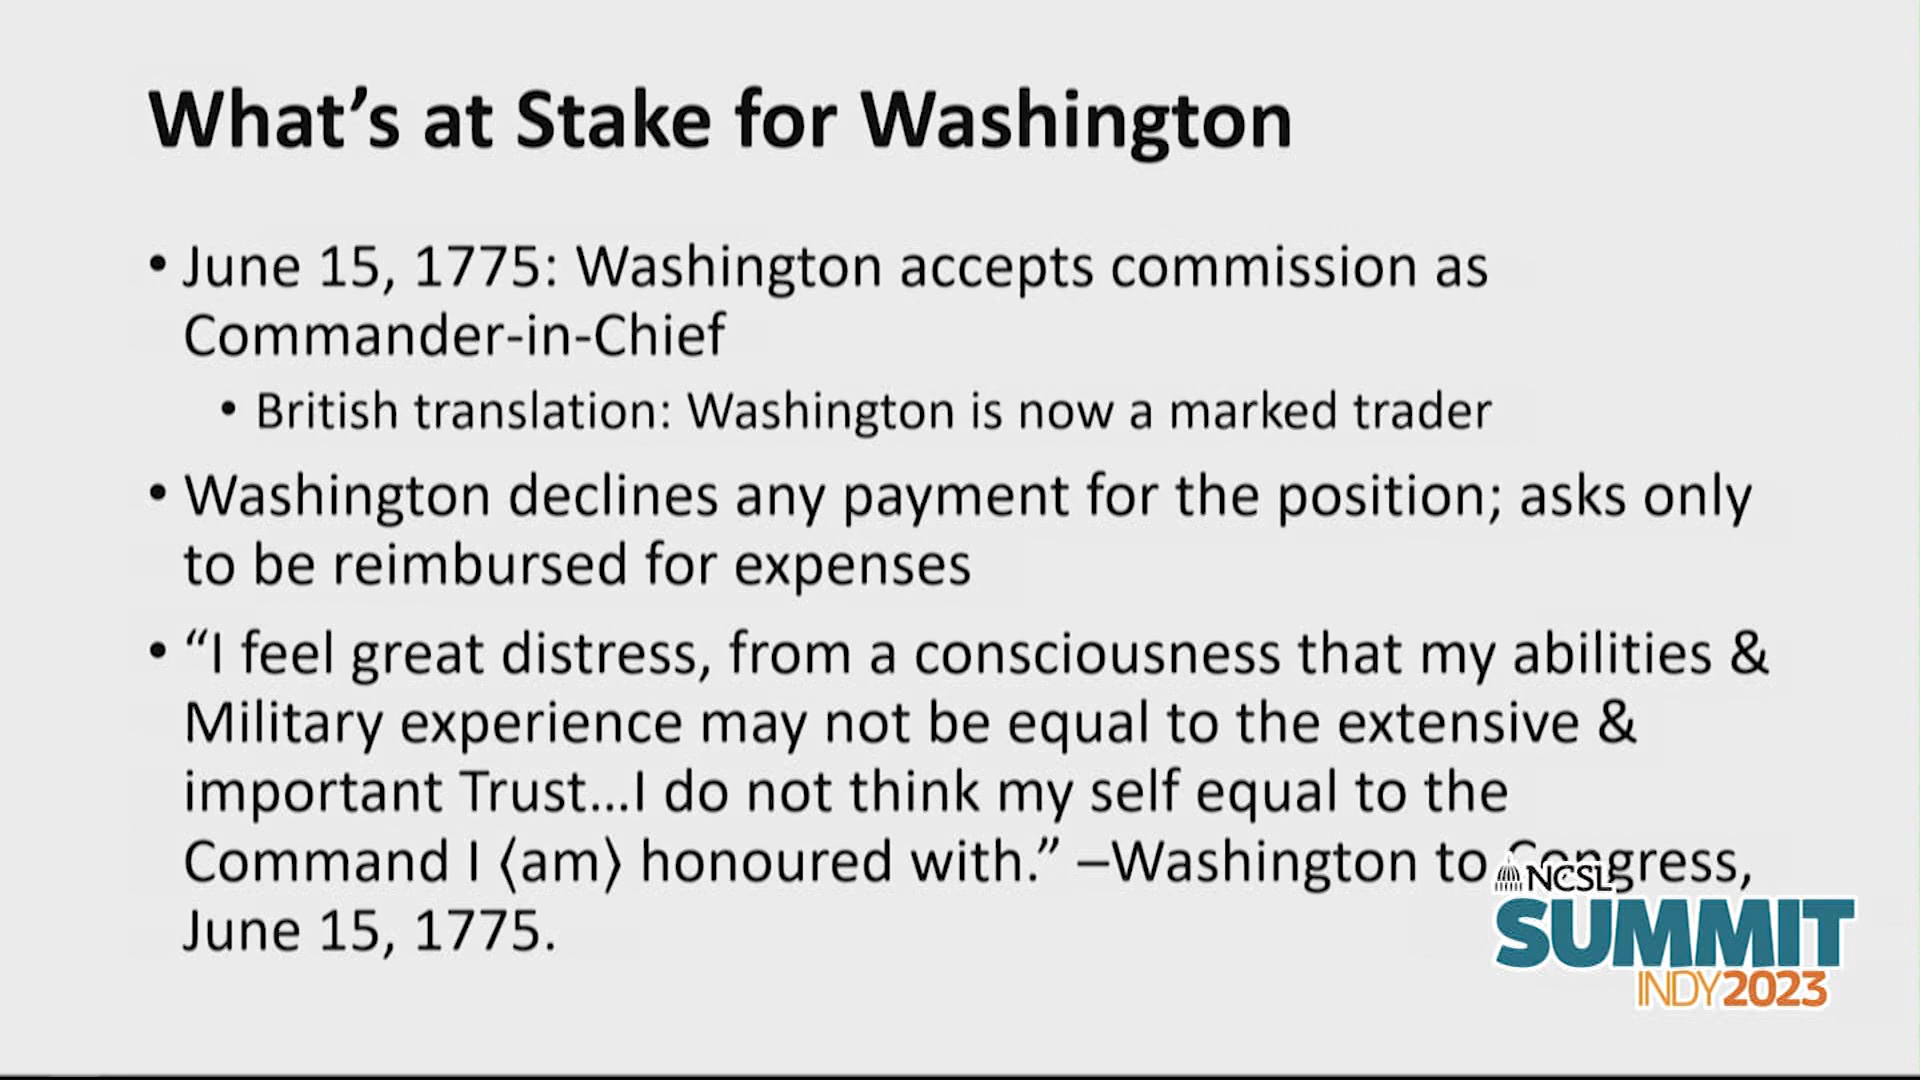 What’s at Stake for Washington
• June 15, 1775: Washington accepts commission as
Commander-in-Chief
• British translation: Washington is now a marked trader
• Washington declines any payment for the position; asks only
to be reimbursed for expenses
• “I feel great distress, from a consciousness that my abilities &
Military experience may not be equal to the extensive &
important Trust...I do not think my self equal to the
Command I ⟨am⟩ honoured with.” –Washington to Congress,
June 15, 1775.
NCSL
SUMMIT
INDY2023